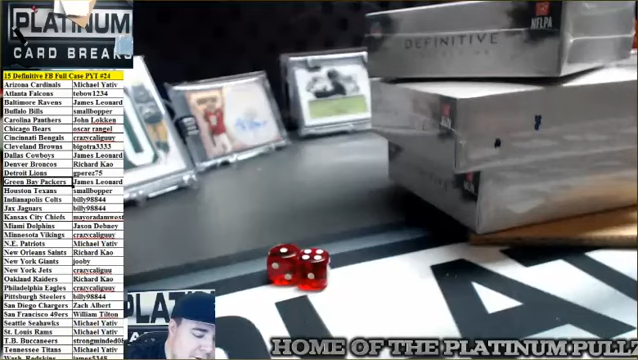 PLATINUM
CARD BREAKS
15 Definitive FB Full Case PYT #24
Arizona Cardinals Michael Yativ
Atlanta Falcons tebow1234
Baltimore Ravens James Leonard
Buffalo Bills smallbopper
Carolina Panthers John Lokken
Chicago Bears oscar rangel
Cincinnati Bengals crazycaliguy
Cleveland Browns bigotra3333
Dallas Cowboys James Leonard
Denver Broncos Richard Kao
Detroit Lions gperez75
Green Bay Packers James Leonard
Houston Texans smallbopper
Indianapolis Colts billy98844
Jax Jaguars billy98844
Kansas City Chiefs mayoradamwest
Miami Dolphins Jason Debney
Minnesota Vikings crazycaliguy
N.E. Patriots Michael Yativ
New Orleans Saints Richard Kao
New York Giants jooby
New York Jets crazycaliguy
Oakland Raiders Richard Kao
Philadelphia Eagles crazycaliguy
Pittsburgh Steelers billy98844
San Diego Chargers Zach Albert
San Francisco 49ers William Tilton
Seattle Seahawks Michael Yativ
St. Louis Rams Michael Yativ
T.B. Buccaneers strongminded08
Tennessee Titans Michael Yativ
Wash. Redskins
DEFINITIVE
NFLPA
HOME OF THE PLATINUM PULL